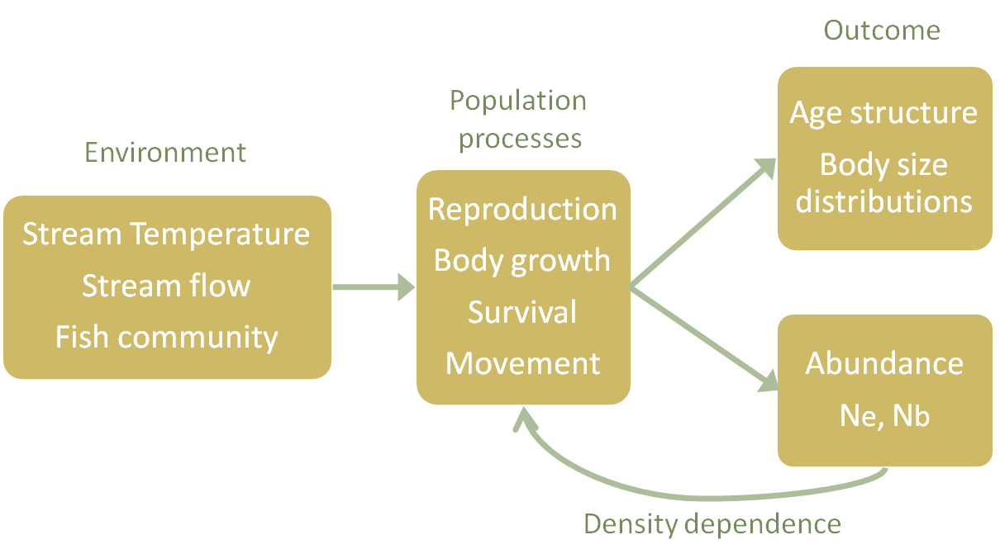 Environment
Stream Temperature
Stream flow
Fish community
Population
processes
Reproduction
Body growth
Survival
Movement
Outcome
Age structure
Body size
distributions
Abundance
Ne, Nb
Density dependence